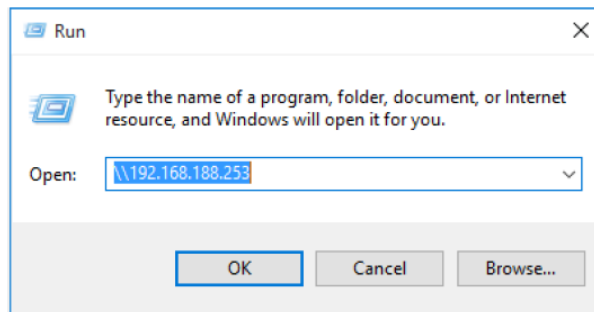 Run
Type the name of a program, folder, document, or Internet
resource, and Windows will open it for you.
Open:
\\192.168.188.253
OK
Cancel
Browse...